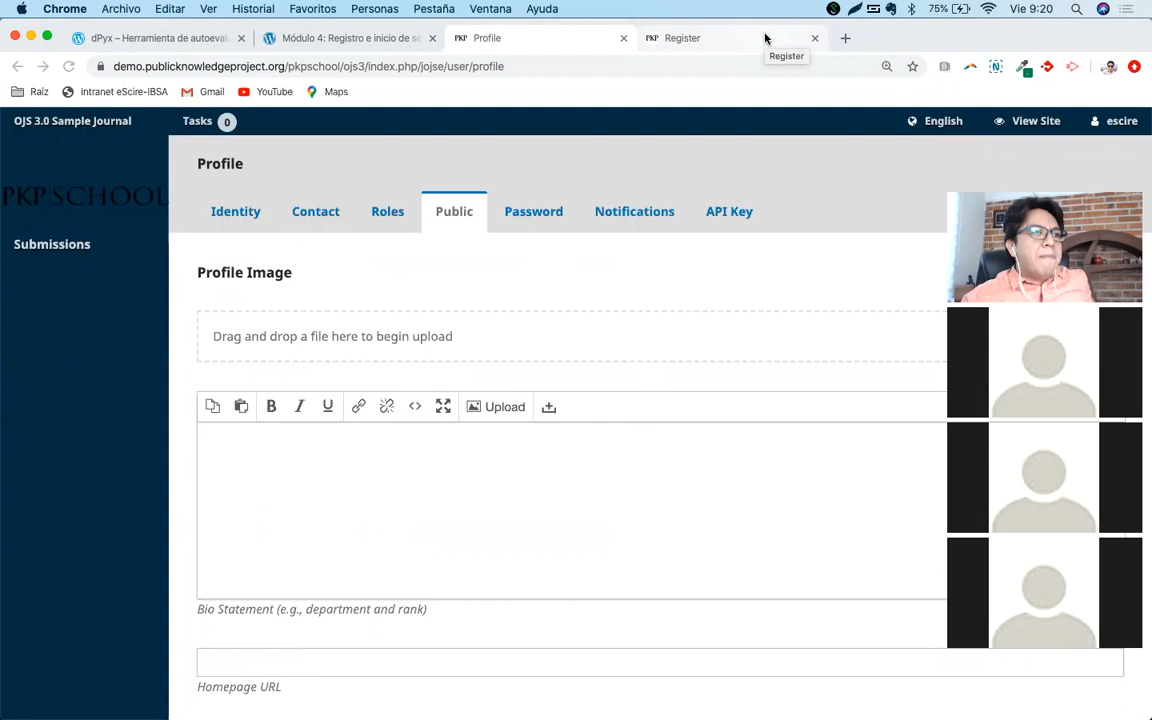 Chrome Archivo Editar Ver Historial Favoritos Personas Pestaña Ventana Ayuda 75% Vie 9:20
dPyx – Herramienta de autoevalu Módulo 4: Registro e inicio de se PKP Profile PKP Register
Register
demo.publicknowledgeproject.org/pkpschool/ojs3/index.php/jojse/user/profile
Raíz Intranet eScire-IBSA Gmail YouTube Maps
OJS 3.0 Sample Journal Tasks 0 English View Site escire
Profile
PKP|SCHOOL
Identity Contact Roles Public Password Notifications API Key
Submissions
Profile Image
Drag and drop a file here to begin upload
B I U Upload
Bio Statement (e.g., department and rank)
Homepage URL